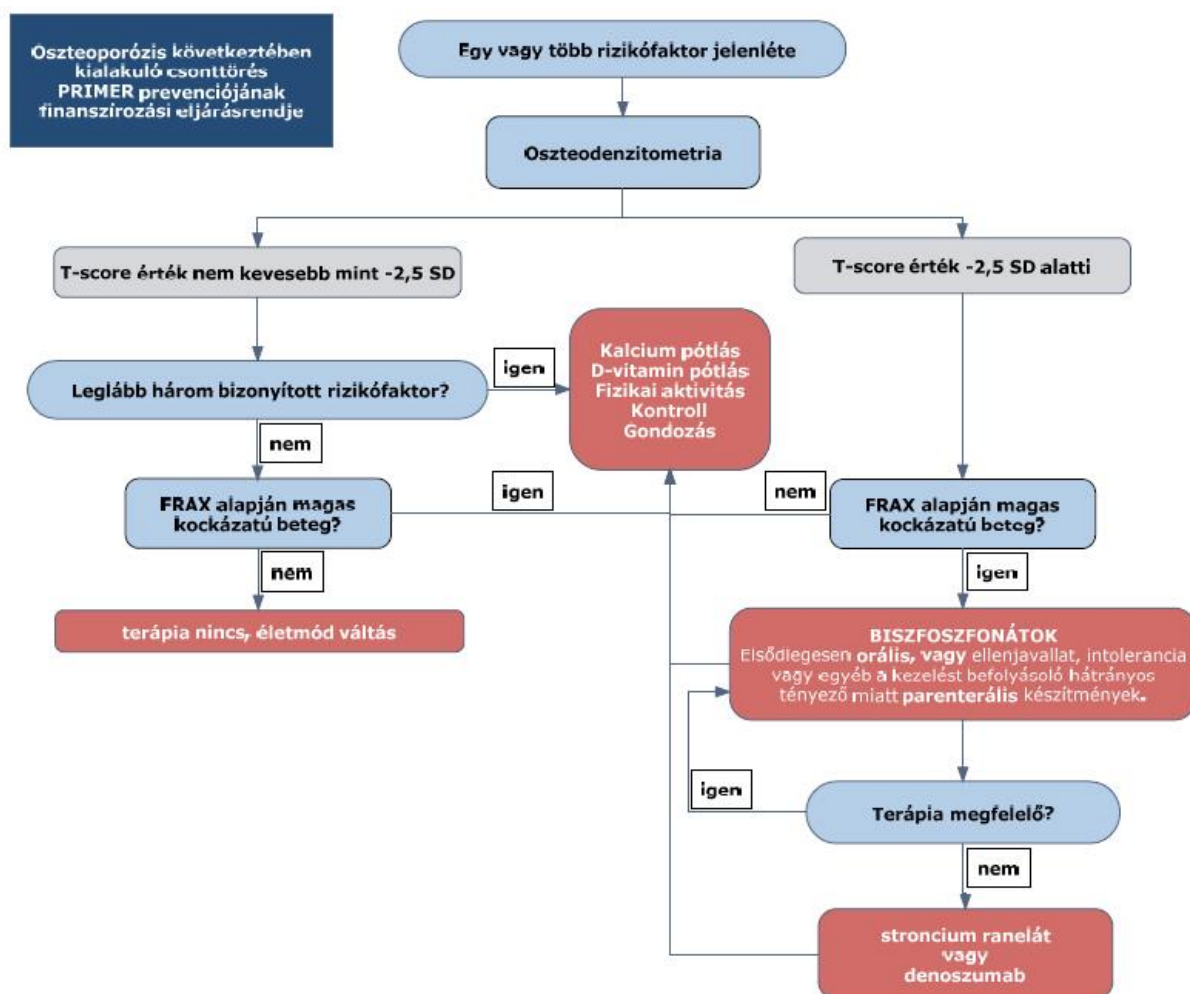 Oszteoporózis következtében
kialakuló csonttörés
PRIMER prevenciójának
finanszírozási eljárásrendje
Egy vagy több rizikófaktor jelenléte
Oszteodenzitometria
T-score érték nem kevesebb mint -2,5 SD
T-score érték -2,5 SD alatti
Leglább három bizonyított rizikófaktor?
igen
Kalcium pótlás
D-vitamin pótlás
Fizikai aktivitás
Kontroll
Gondozás
nem
FRAX alapján magas
kockázatú beteg?
igen
nem
FRAX alapján magas
kockázatú beteg?
nem
igen
terápia nincs, életmód váltás
BISZFOSZFONÁTOK
Elsődlegesen orális, vagy ellenjavallat, intolerancia
vagy egyéb a kezelést befolyásoló hátrányos
tényező miatt parenterális készítmények.
igen
Terápia megfelelő?
nem
stroncium ranelát
vagy
denoszumab